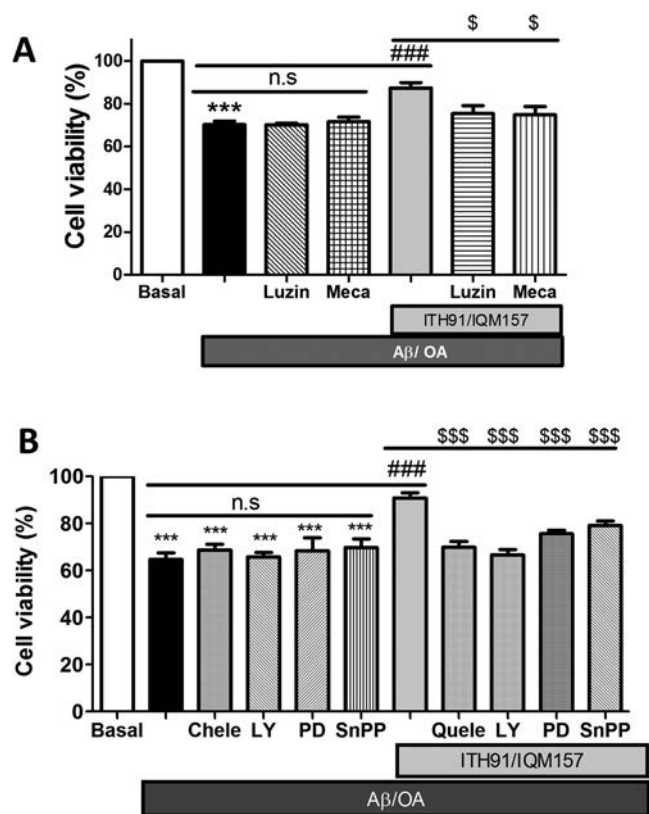 A
Cell viability (%)
100
80
60
40
20
0
$ $
###
n.s
***
Basal Luzin Meca Luzin Meca
ITH91/IQM157
Aβ/ OA
B
Cell viability (%)
100
80
60
40
20
0
$$$ $$$ $$$ $$$
###
n.s
*** *** *** *** ***
Basal Chele LY PD SnPP Quele LY PD SnPP
ITH91/IQM157
Aβ/OA